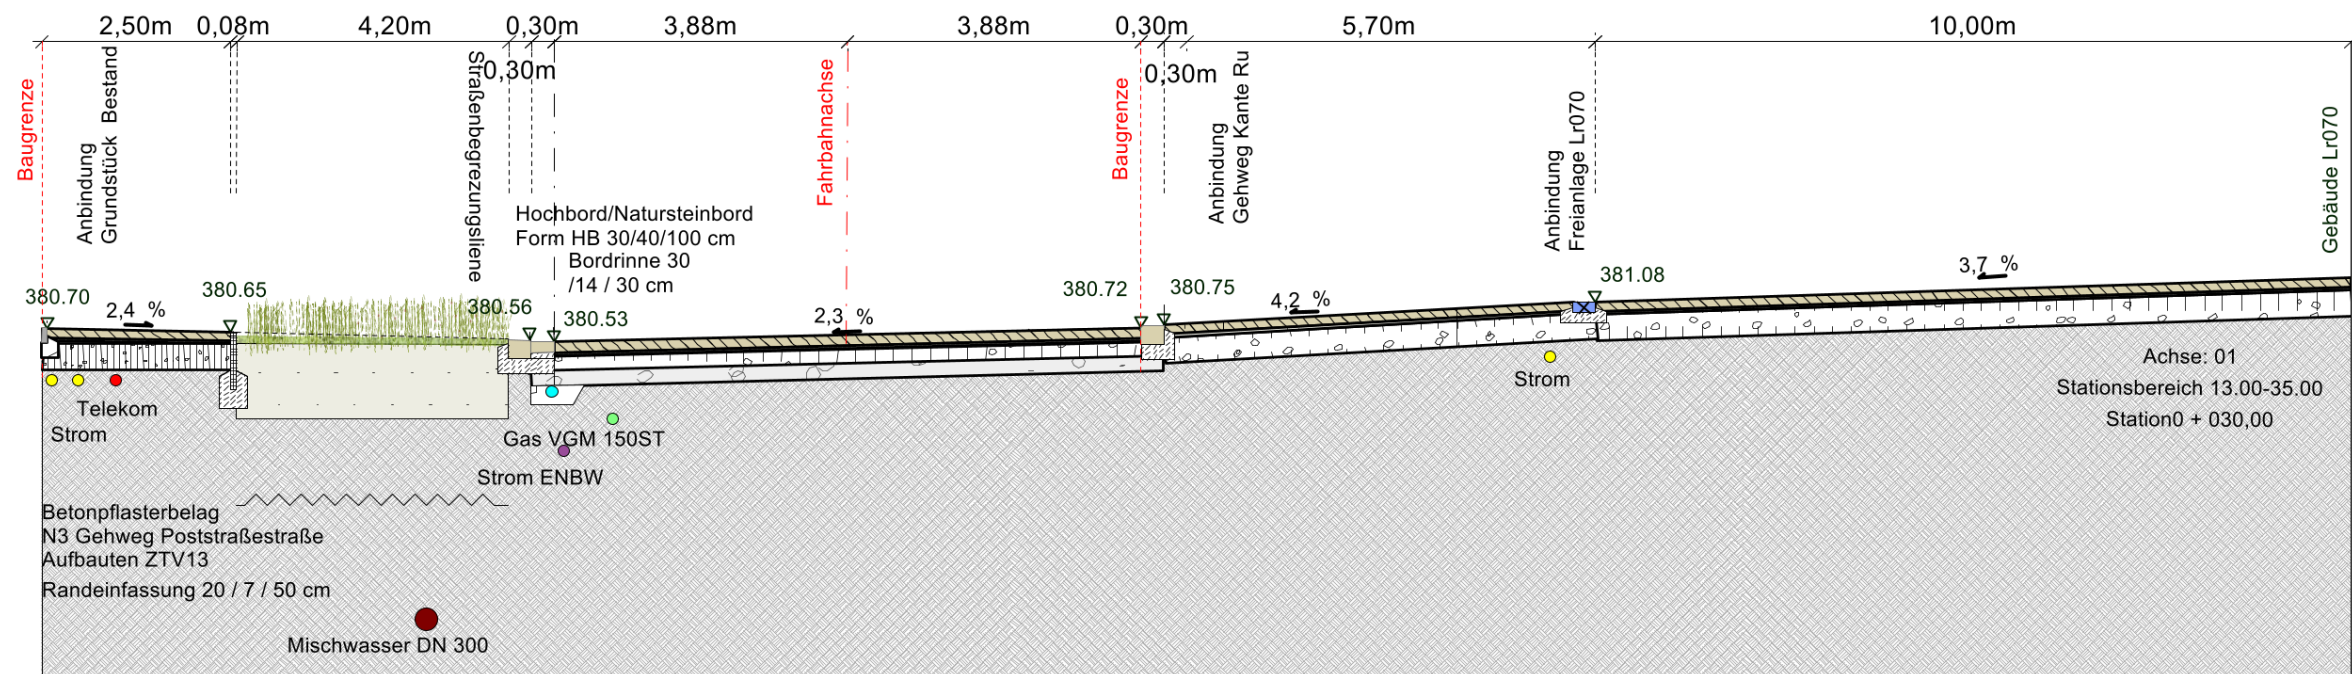 2,50m 0,08m 4,20m 0,30m 3,88m 3,88m 0,30m 5,70m 10,00m
0,30m 0,30m
Baugrenze
Anbindung
Grundstück Bestand
Straßenbegrezungsliene
Fahrbahnachse
Baugrenze
Anbindung
Gehweg Kante Ru
Anbindung
Freianlage Lr070
Gebäude Lr070
Hochbord/Natursteinbord
Form HB 30/40/100 cm
Bordrinne 30
/14 / 30 cm
380.70 380.65 380.56 380.53 380.72 380.75 381.08
2,4 % 2,3 % 4,2 % 3,7 %
Telekom
Strom
Gas VGM 150ST
Strom ENBW
Strom
Achse: 01
Stationsbereich 13.00-35.00
Station0 + 030,00
Betonpflasterbelag
N3 Gehweg Poststraßestraße
Aufbauten ZTV13
Randeinfassung 20 / 7 / 50 cm
Mischwasser DN 300